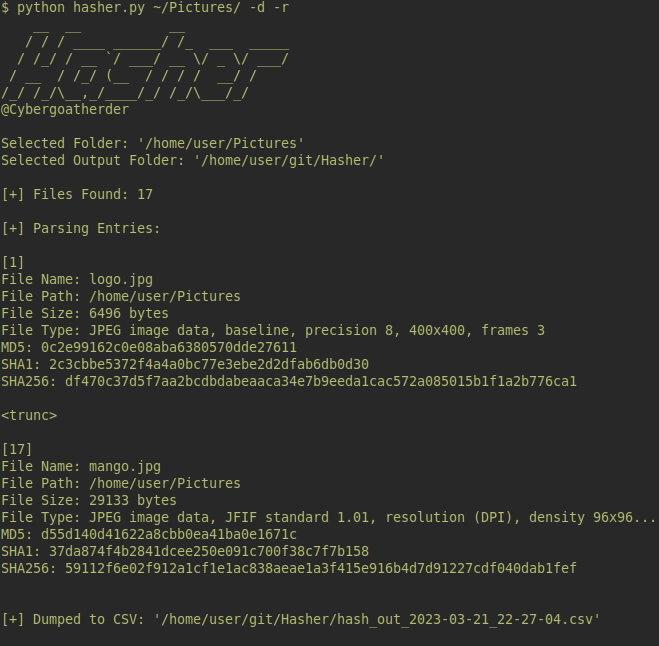 $ python hasher.py ~/Pictures/ -d -r
Hasher
@Cybergoatherder
Selected Folder: '/home/user/Pictures'
Selected Output Folder: '/home/user/git/Hasher/'
[+] Files Found: 17
[+] Parsing Entries:
[1]
File Name: logo.jpg
File Path: /home/user/Pictures
File Size: 6496 bytes
File Type: JPEG image data, baseline, precision 8, 400x400, frames 3
MD5: 0c2e99162c0e08aba6380570dde27611
SHA1: 2c3cbbe5372f4a4a0bc77e3ebe2d2dfab6db0d30
SHA256: df470c37d5f7aa2bcdbdabeaaca34e7b9eeda1cac572a085015b1f1a2b776ca1
<trunc>
[17]
File Name: mango.jpg
File Path: /home/user/Pictures
File Size: 29133 bytes
File Type: JPEG image data, JFIF standard 1.01, resolution (DPI), density 96x96...
MD5: d55d140d41622a8cbb0ea41ba0e1671c
SHA1: 37da874f4b2841dcee250e091c700f38c7f7b158
SHA256: 59112f6e02f912a1cf1e1ac838aeae1a3f415e916b4d7d91227cdf040dab1fef
[+] Dumped to CSV: '/home/user/git/Hasher/hash_out_2023-03-21_22-27-04.csv'